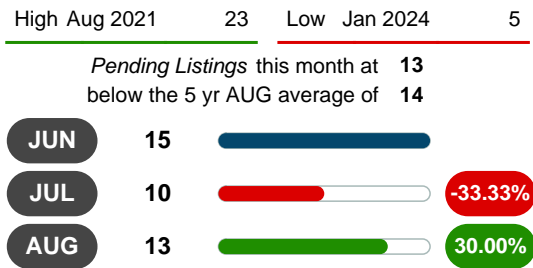 High Aug 2021 23 Low Jan 2024 5
Pending Listings this month at 13
below the 5 yr AUG average of 14
JUN 15
JUL 10 -33.33%
AUG 13 30.00%